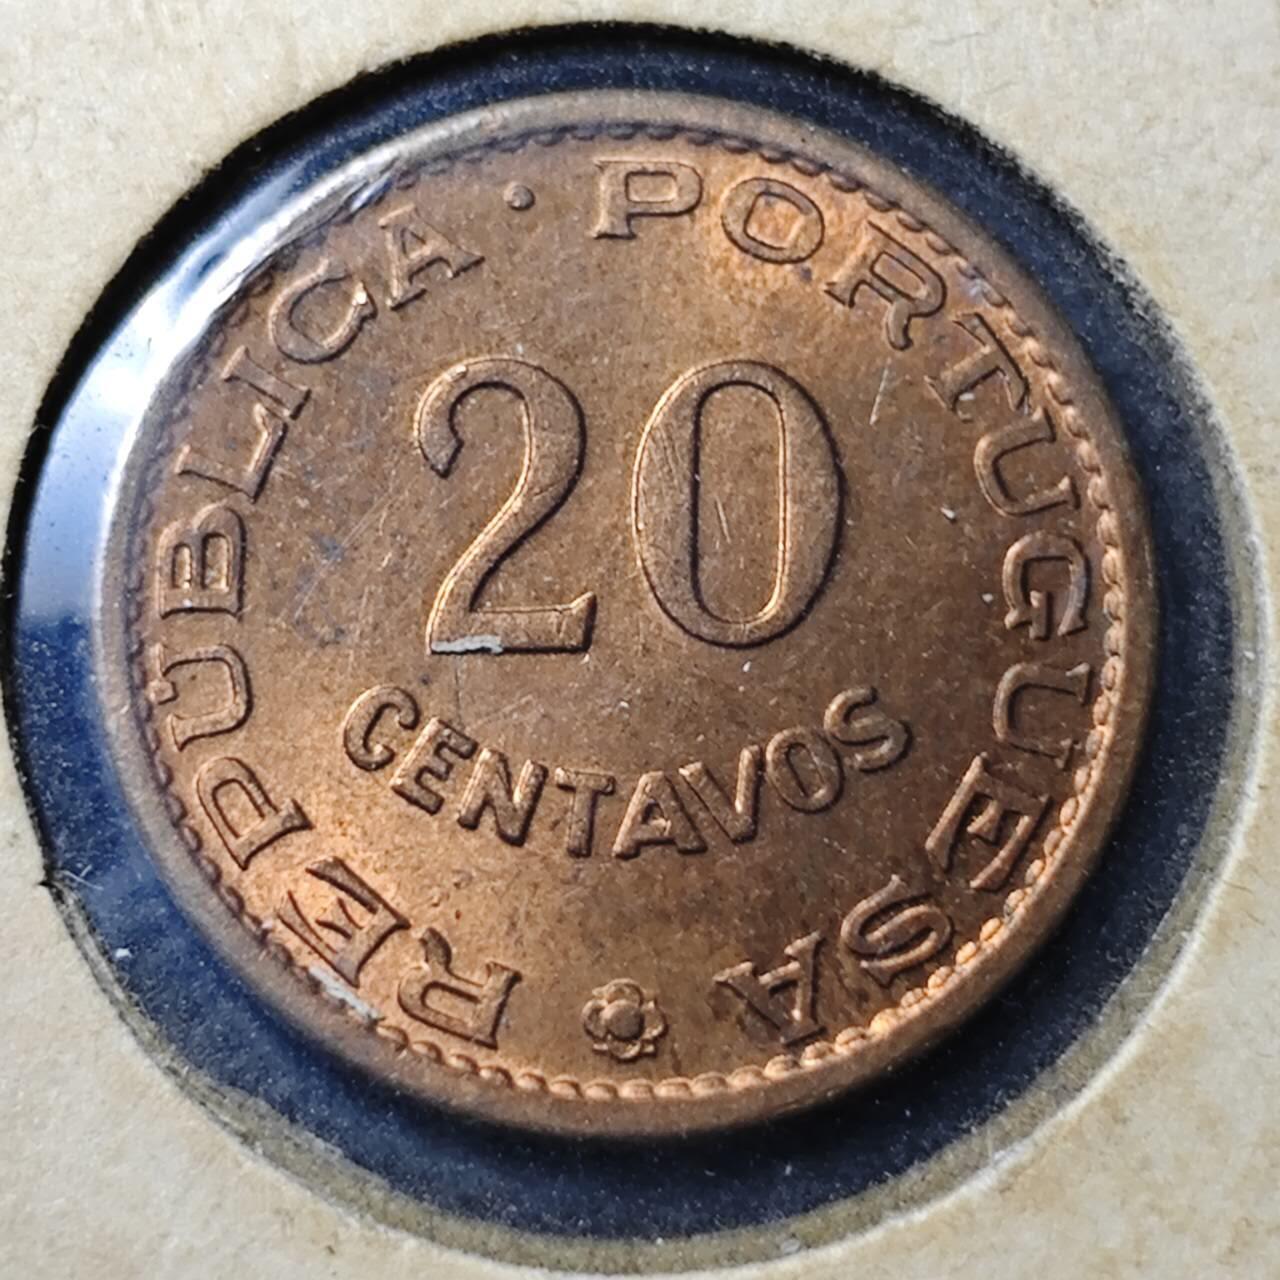 REPÚBLICA · PORTUGUESA
20
CENTAVOS